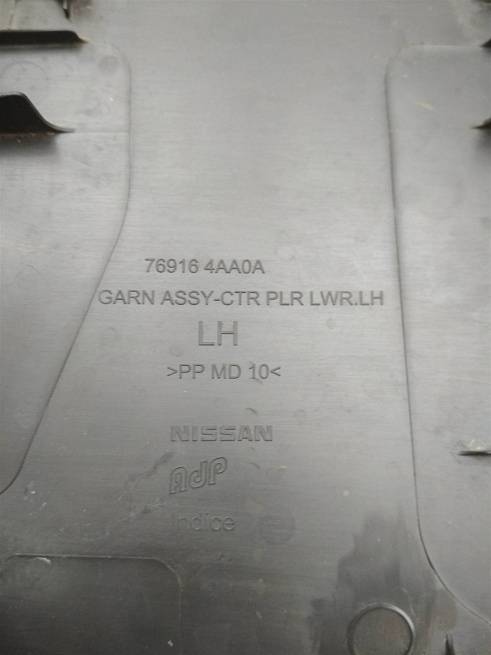 76916 4AA0A
GARN ASSY-CTR PLR LWR.LH
LH
>PP MD 10<
NISSAN
AdP
Indice